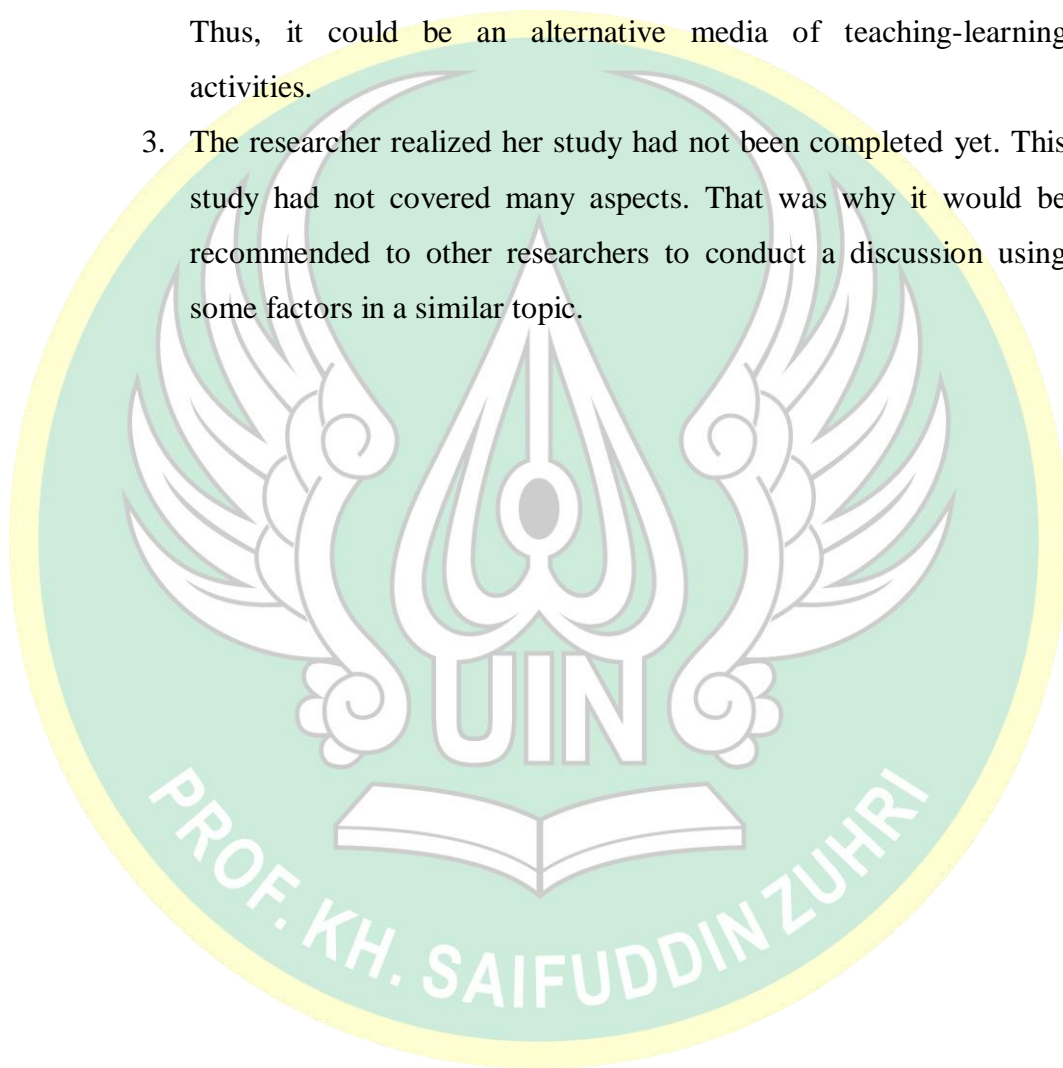 Thus, it could be an alternative media of teaching-learning
activities.
3. The researcher realized her study had not been completed yet. This
study had not covered many aspects. That was why it would be
recommended to other researchers to conduct a discussion using
some factors in a similar topic.
UIN
PROF. KH. SAIFUDDIN ZUHRI